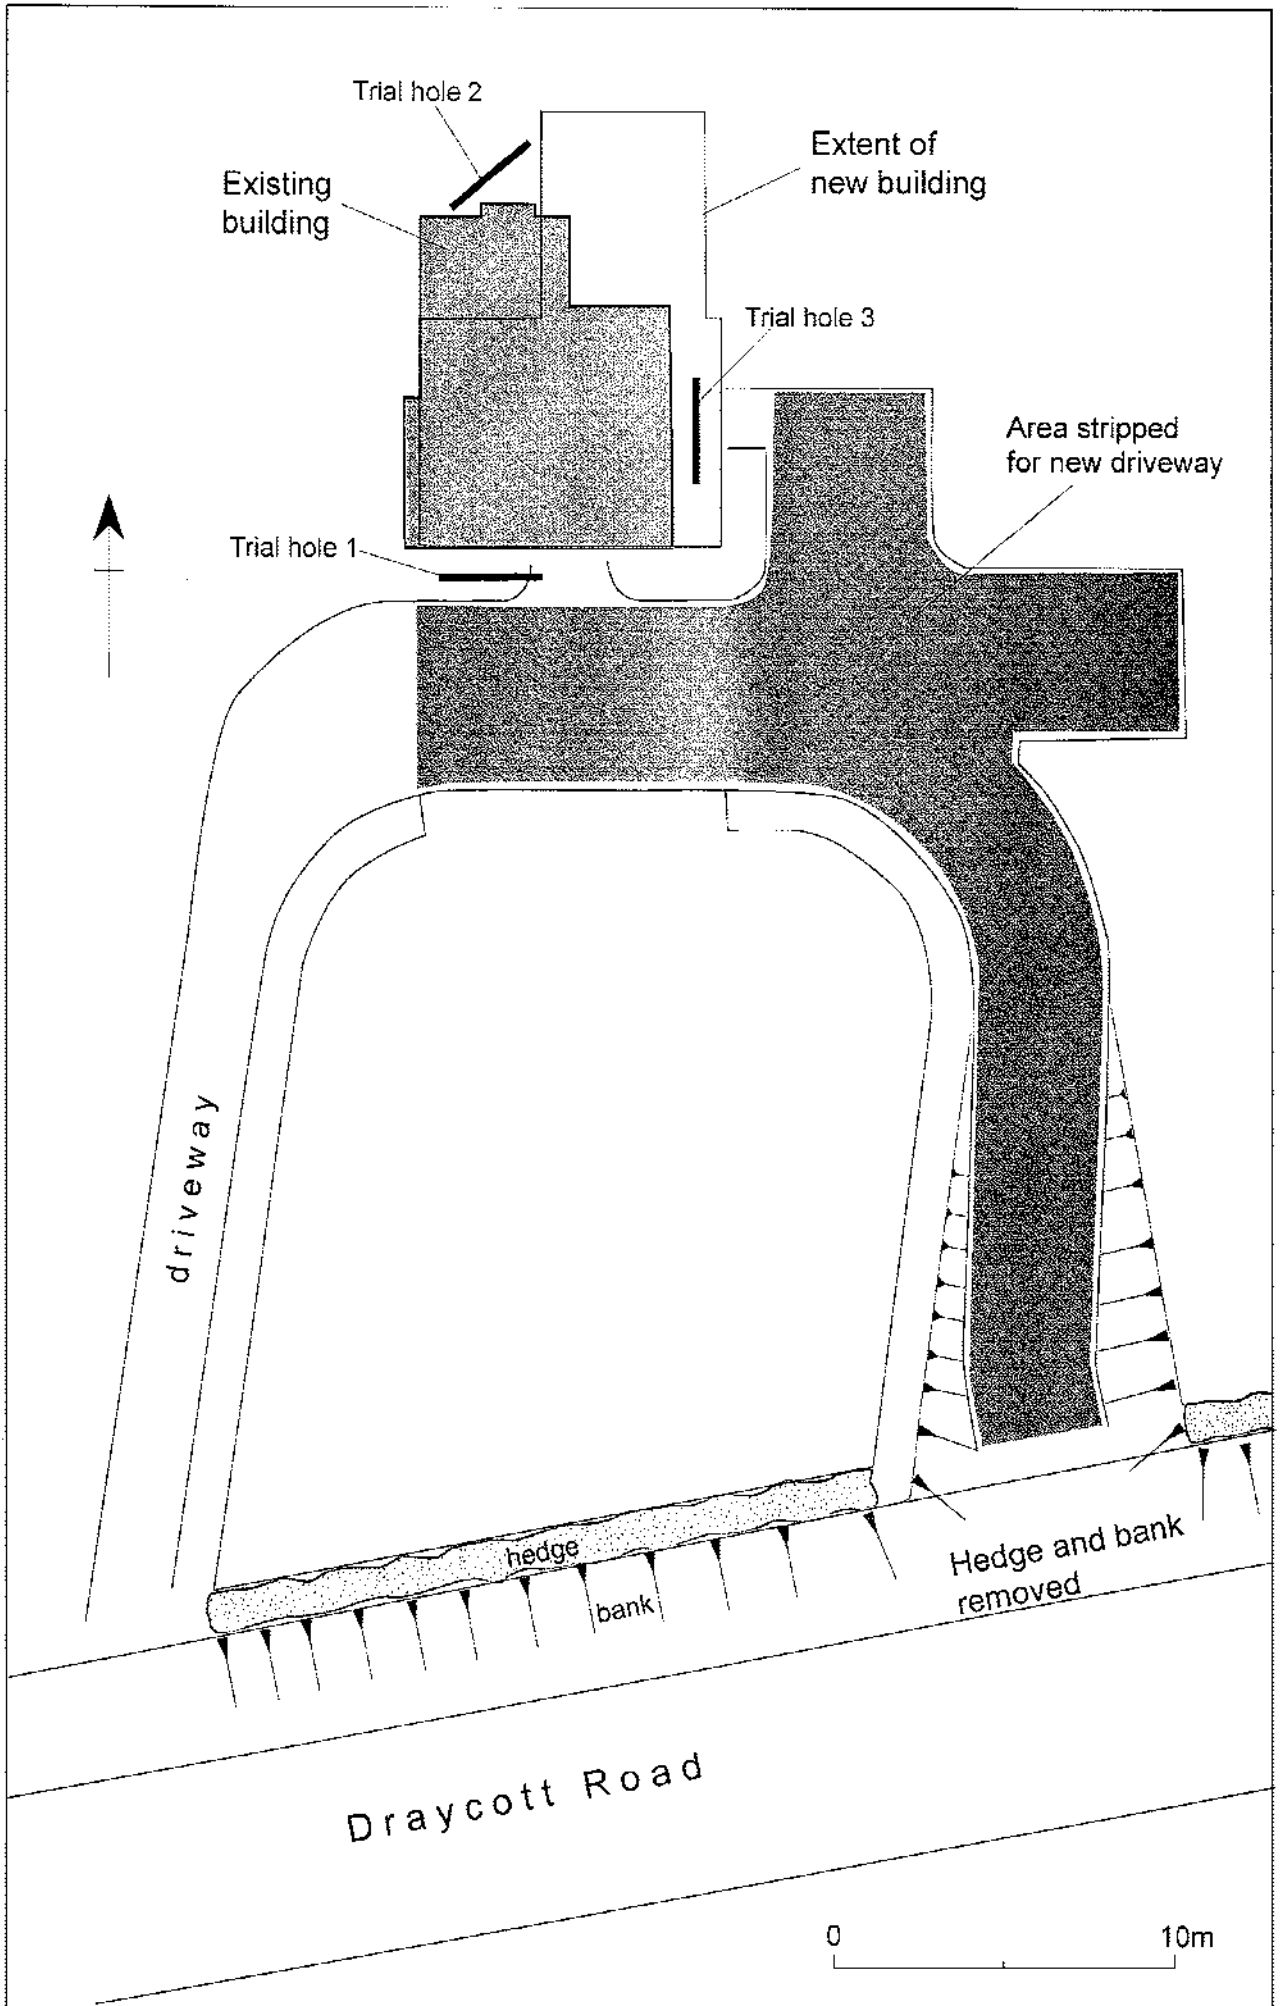 Trial hole 2
Extent of
new building
Existing
building
Trial hole 3
Area stripped
for new driveway
Trial hole 1
driveway
hedge
bank
Hedge and bank
removed
Draycott Road
0 10m